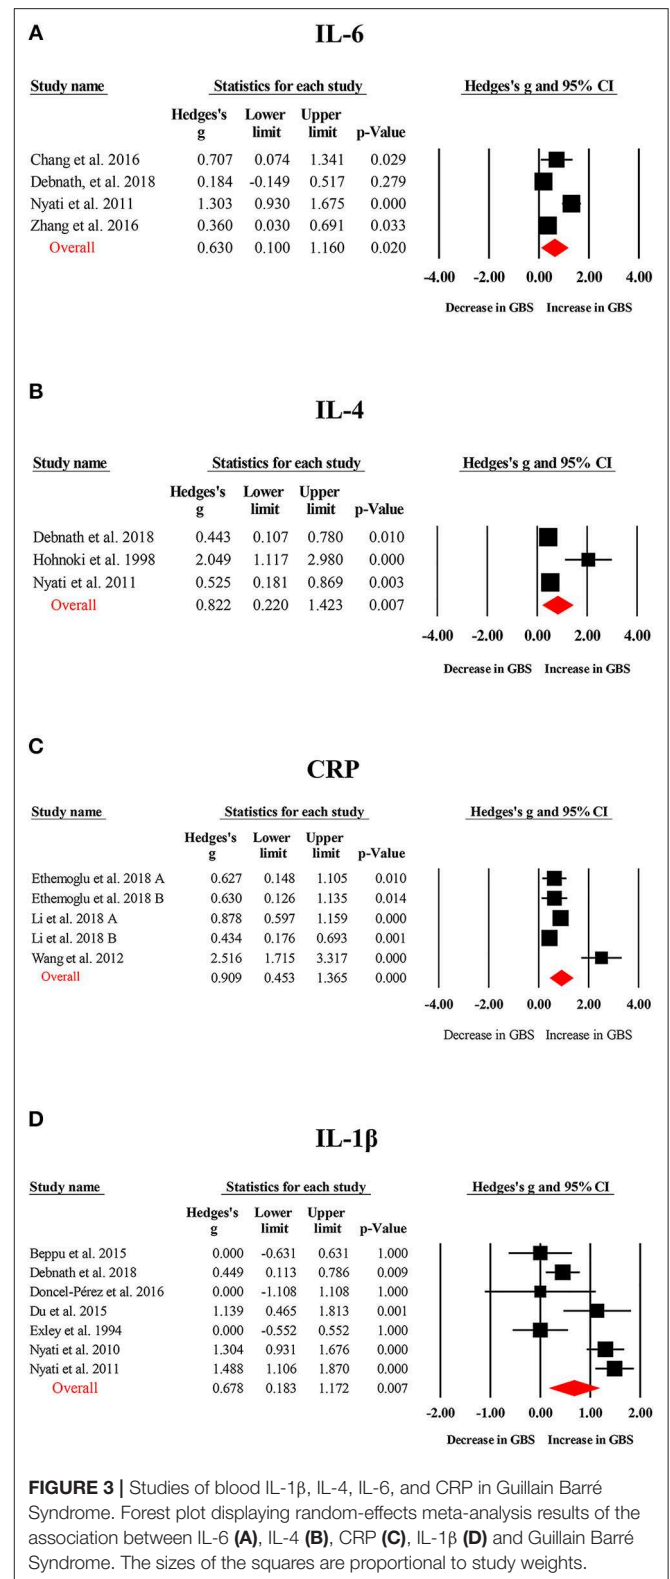 A
IL-6
Study name Statistics for each study Hedges's g and 95% CI
Hedges's Lower Upper
g limit limit p-Value
Chang et al. 2016 0.707 0.074 1.341 0.029
Debnath, et al. 2018 0.184 -0.149 0.517 0.279
Nyati et al. 2011 1.303 0.930 1.675 0.000
Zhang et al. 2016 0.360 0.030 0.691 0.033
Overall 0.630 0.100 1.160 0.020
-4.00 -2.00 0.00 2.00 4.00
Decrease in GBS Increase in GBS
B
IL-4
Study name Statistics for each study Hedges's g and 95% CI
Hedges's Lower Upper
g limit limit p-Value
Debnath et al. 2018 0.443 0.107 0.780 0.010
Hohnoki et al. 1998 2.049 1.117 2.980 0.000
Nyati et al. 2011 0.525 0.181 0.869 0.003
Overall 0.822 0.220 1.423 0.007
-4.00 -2.00 0.00 2.00 4.00
Decrease in GBS Increase in GBS
C
CRP
Study name Statistics for each study Hedges's g and 95% CI
Hedges's Lower Upper
g limit limit p-Value
Ethemoglu et al. 2018 A 0.627 0.148 1.105 0.010
Ethemoglu et al. 2018 B 0.630 0.126 1.135 0.014
Li et al. 2018 A 0.878 0.597 1.159 0.000
Li et al. 2018 B 0.434 0.176 0.693 0.001
Wang et al. 2012 2.516 1.715 3.317 0.000
Overall 0.909 0.453 1.365 0.000
-4.00 -2.00 0.00 2.00 4.00
Decrease in GBS Increase in GBS
D
IL-1β
Study name Statistics for each study Hedges's g and 95% CI
Hedges's Lower Upper
g limit limit p-Value
Beppu et al. 2015 0.000 -0.631 0.631 1.000
Debnath et al. 2018 0.449 0.113 0.786 0.009
Doncel-Pérez et al. 2016 0.000 -1.108 1.108 1.000
Du et al. 2015 1.139 0.465 1.813 0.001
Exley et al. 1994 0.000 -0.552 0.552 1.000
Nyati et al. 2010 1.304 0.931 1.676 0.000
Nyati et al. 2011 1.488 1.106 1.870 0.000
Overall 0.678 0.183 1.172 0.007
-2.00 -1.00 0.00 1.00 2.00
Decrease in GBS Increase in GBS
FIGURE 3 | Studies of blood IL-1β, IL-4, IL-6, and CRP in Guillain Barré
Syndrome. Forest plot displaying random-effects meta-analysis results of the
association between IL-6 (A), IL-4 (B), CRP (C), IL-1β (D) and Guillain Barré
Syndrome. The sizes of the squares are proportional to study weights.